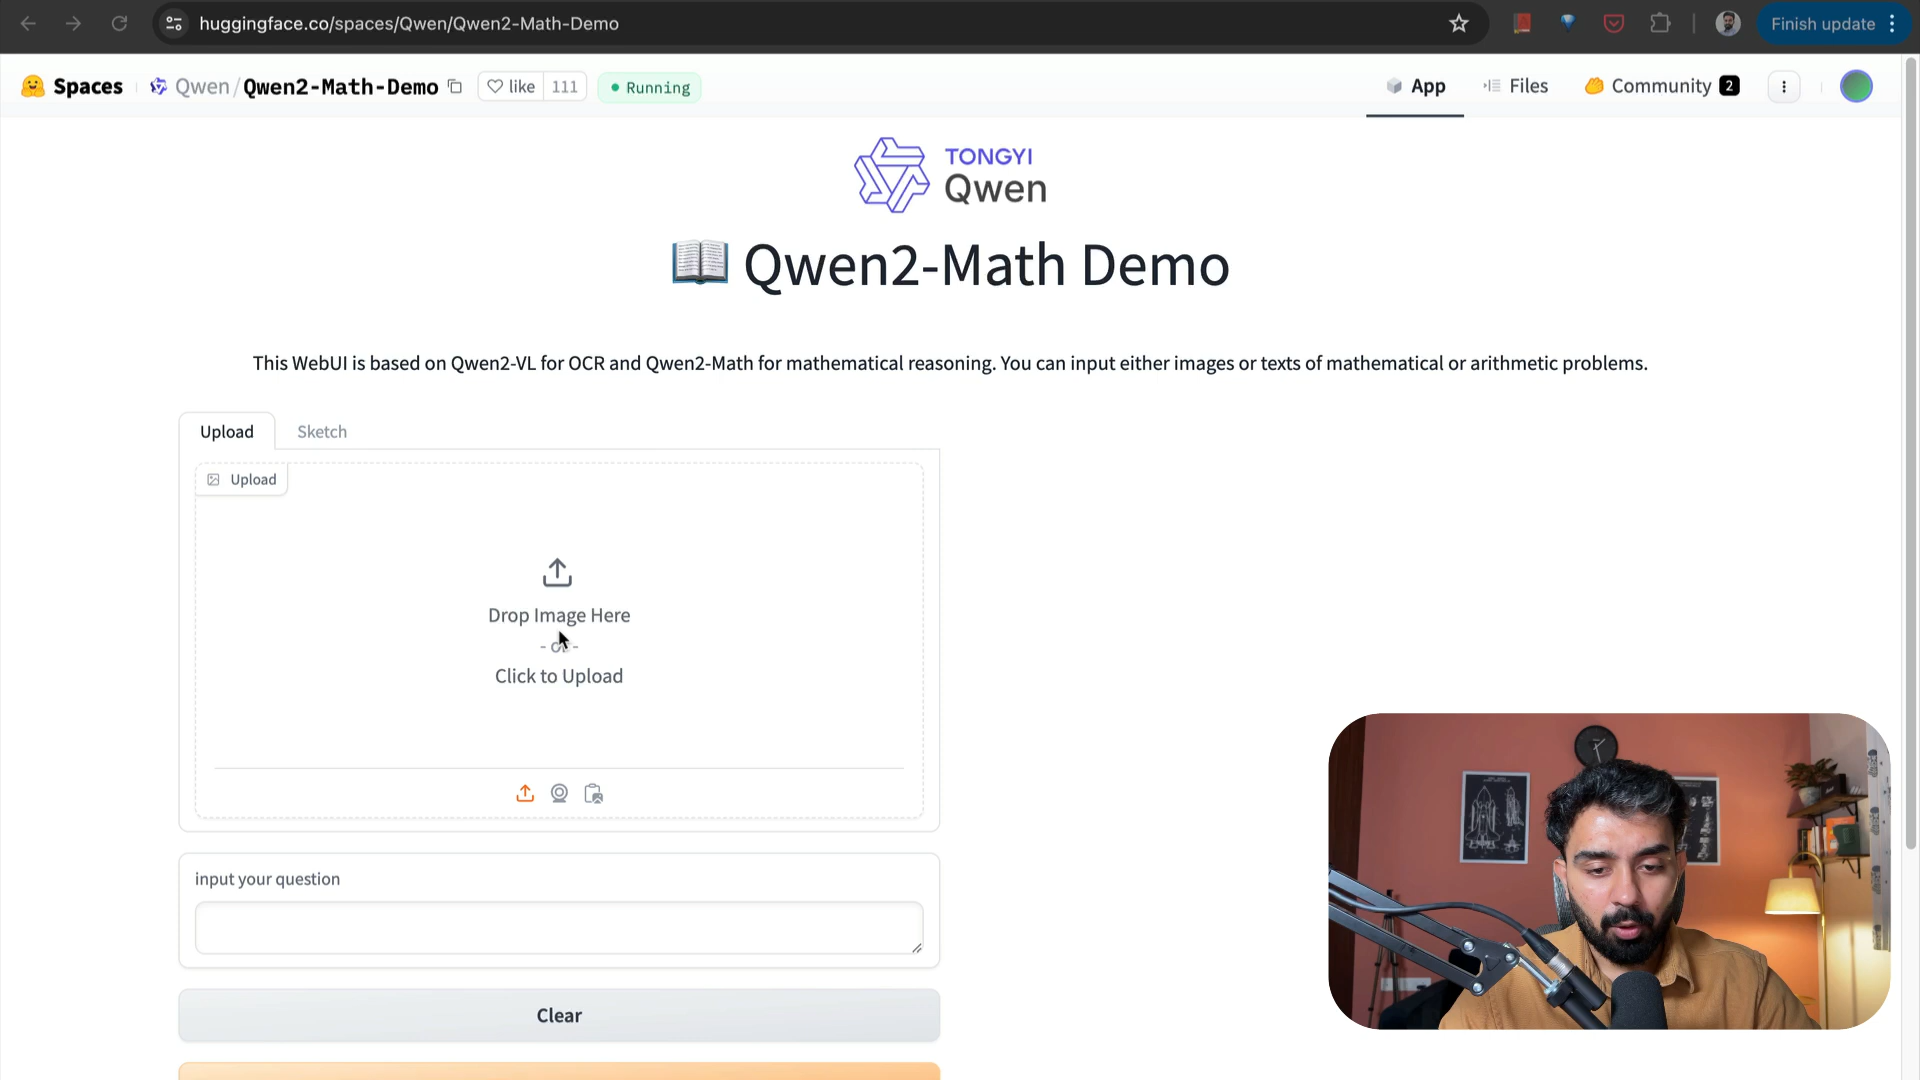 huggingface.co/spaces/Qwen/Qwen2-Math-Demo
Finish update
Spaces
Qwen/Qwen2-Math-Demo
like 111
Running
App
Files
Community 2
TONGYI
Qwen
Qwen2-Math Demo
This WebUI is based on Qwen2-VL for OCR and Qwen2-Math for mathematical reasoning. You can input either images or texts of mathematical or arithmetic problems.
Upload
Sketch
Upload
Drop Image Here
Click to Upload
input your question
Clear